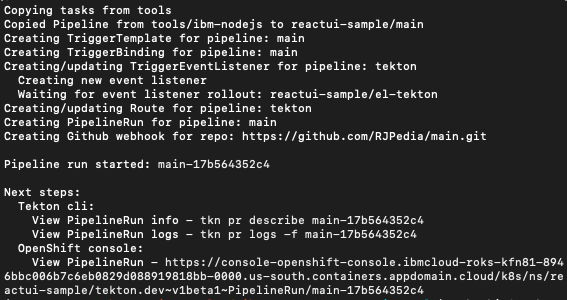 Copying tasks from tools
Copied Pipeline from tools/ibm-nodejs to reactui-sample/main
Creating TriggerTemplate for pipeline: main
Creating TriggerBinding for pipeline: main
Creating/updating TriggerEventListener for pipeline: tekton
  Creating new event listener
  Waiting for event listener rollout: reactui-sample/el-tekton
Creating/updating Route for pipeline: tekton
Creating PipelineRun for pipeline: main
Creating Github webhook for repo: https://github.com/RJPedia/main.git

Pipeline run started: main-17b564352c4

Next steps:
  Tekton cli:
    View PipelineRun info - tkn pr describe main-17b564352c4
    View PipelineRun logs - tkn pr logs -f main-17b564352c4
  OpenShift console:
    View PipelineRun - https://console-openshift-console.ibmcloud-roks-kfn81-894
6bbc006b7c6eb0829d088919818bb-0000.us-south.containers.appdomain.cloud/k8s/ns/re
actui-sample/tekton.dev~v1beta1~PipelineRun/main-17b564352c4